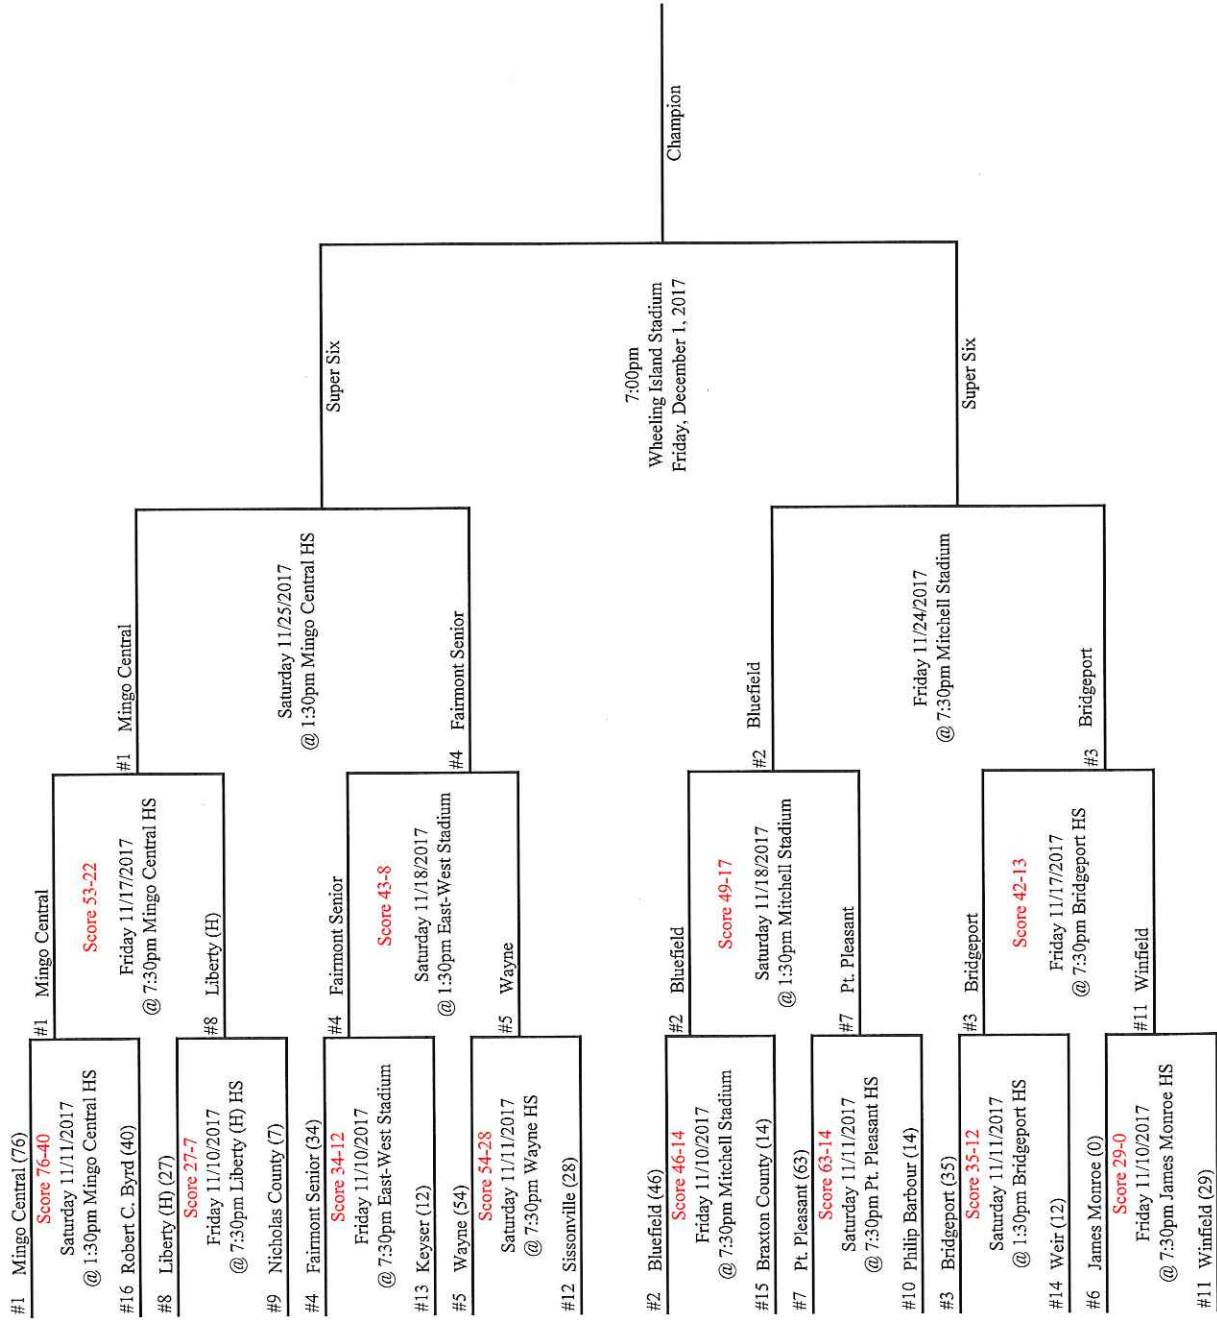 #1 Mingo Central (76)
Score 76-40
Saturday 11/11/2017
@ 1:30pm Mingo Central HS
#16 Robert C. Byrd (40)
#8 Liberty (H) (27)
Score 27-7
Friday 11/10/2017
@ 7:30pm Liberty (H) HS
#9 Nicholas County (7)
#4 Fairmont Senior (34)
Score 34-12
Friday 11/10/2017
@ 7:30pm East-West Stadium
#13 Keyser (12)
#5 Wayne (54)
Score 54-28
Saturday 11/11/2017
@ 7:30pm Wayne HS
#12 Sissonville (28)
#2 Bluefield (46)
Score 46-14
Friday 11/10/2017
@ 7:30pm Mitchell Stadium
#15 Braxton County (14)
#7 Pt. Pleasant (63)
Score 63-14
Saturday 11/11/2017
@ 7:30pm Pt. Pleasant HS
#10 Philip Barbour (14)
#3 Bridgeport (35)
Score 35-12
Saturday 11/11/2017
@ 1:30pm Bridgeport HS
#14 Weir (12)
#6 James Monroe (0)
Score 29-0
Friday 11/10/2017
@ 7:30pm James Monroe HS
#11 Winfield (29)
#1 Mingo Central
Score 53-22
Friday 11/17/2017
@ 7:30pm Mingo Central HS
#8 Liberty (H)
#4 Fairmont Senior
Score 43-8
Saturday 11/18/2017
@ 1:30pm East-West Stadium
#5 Wayne
#2 Bluefield
Score 49-17
Saturday 11/18/2017
@ 1:30pm Mitchell Stadium
#7 Pt. Pleasant
#3 Bridgeport
Score 42-13
Friday 11/17/2017
@ 7:30pm Bridgeport HS
#11 Winfield
#1 Mingo Central
Saturday 11/25/2017
@ 1:30pm Mingo Central HS
#4 Fairmont Senior
#2 Bluefield
Friday 11/24/2017
@ 7:30pm Mitchell Stadium
#3 Bridgeport
Super Six
7:00pm
Wheeling Island Stadium
Friday, December 1, 2017
Super Six
Champion